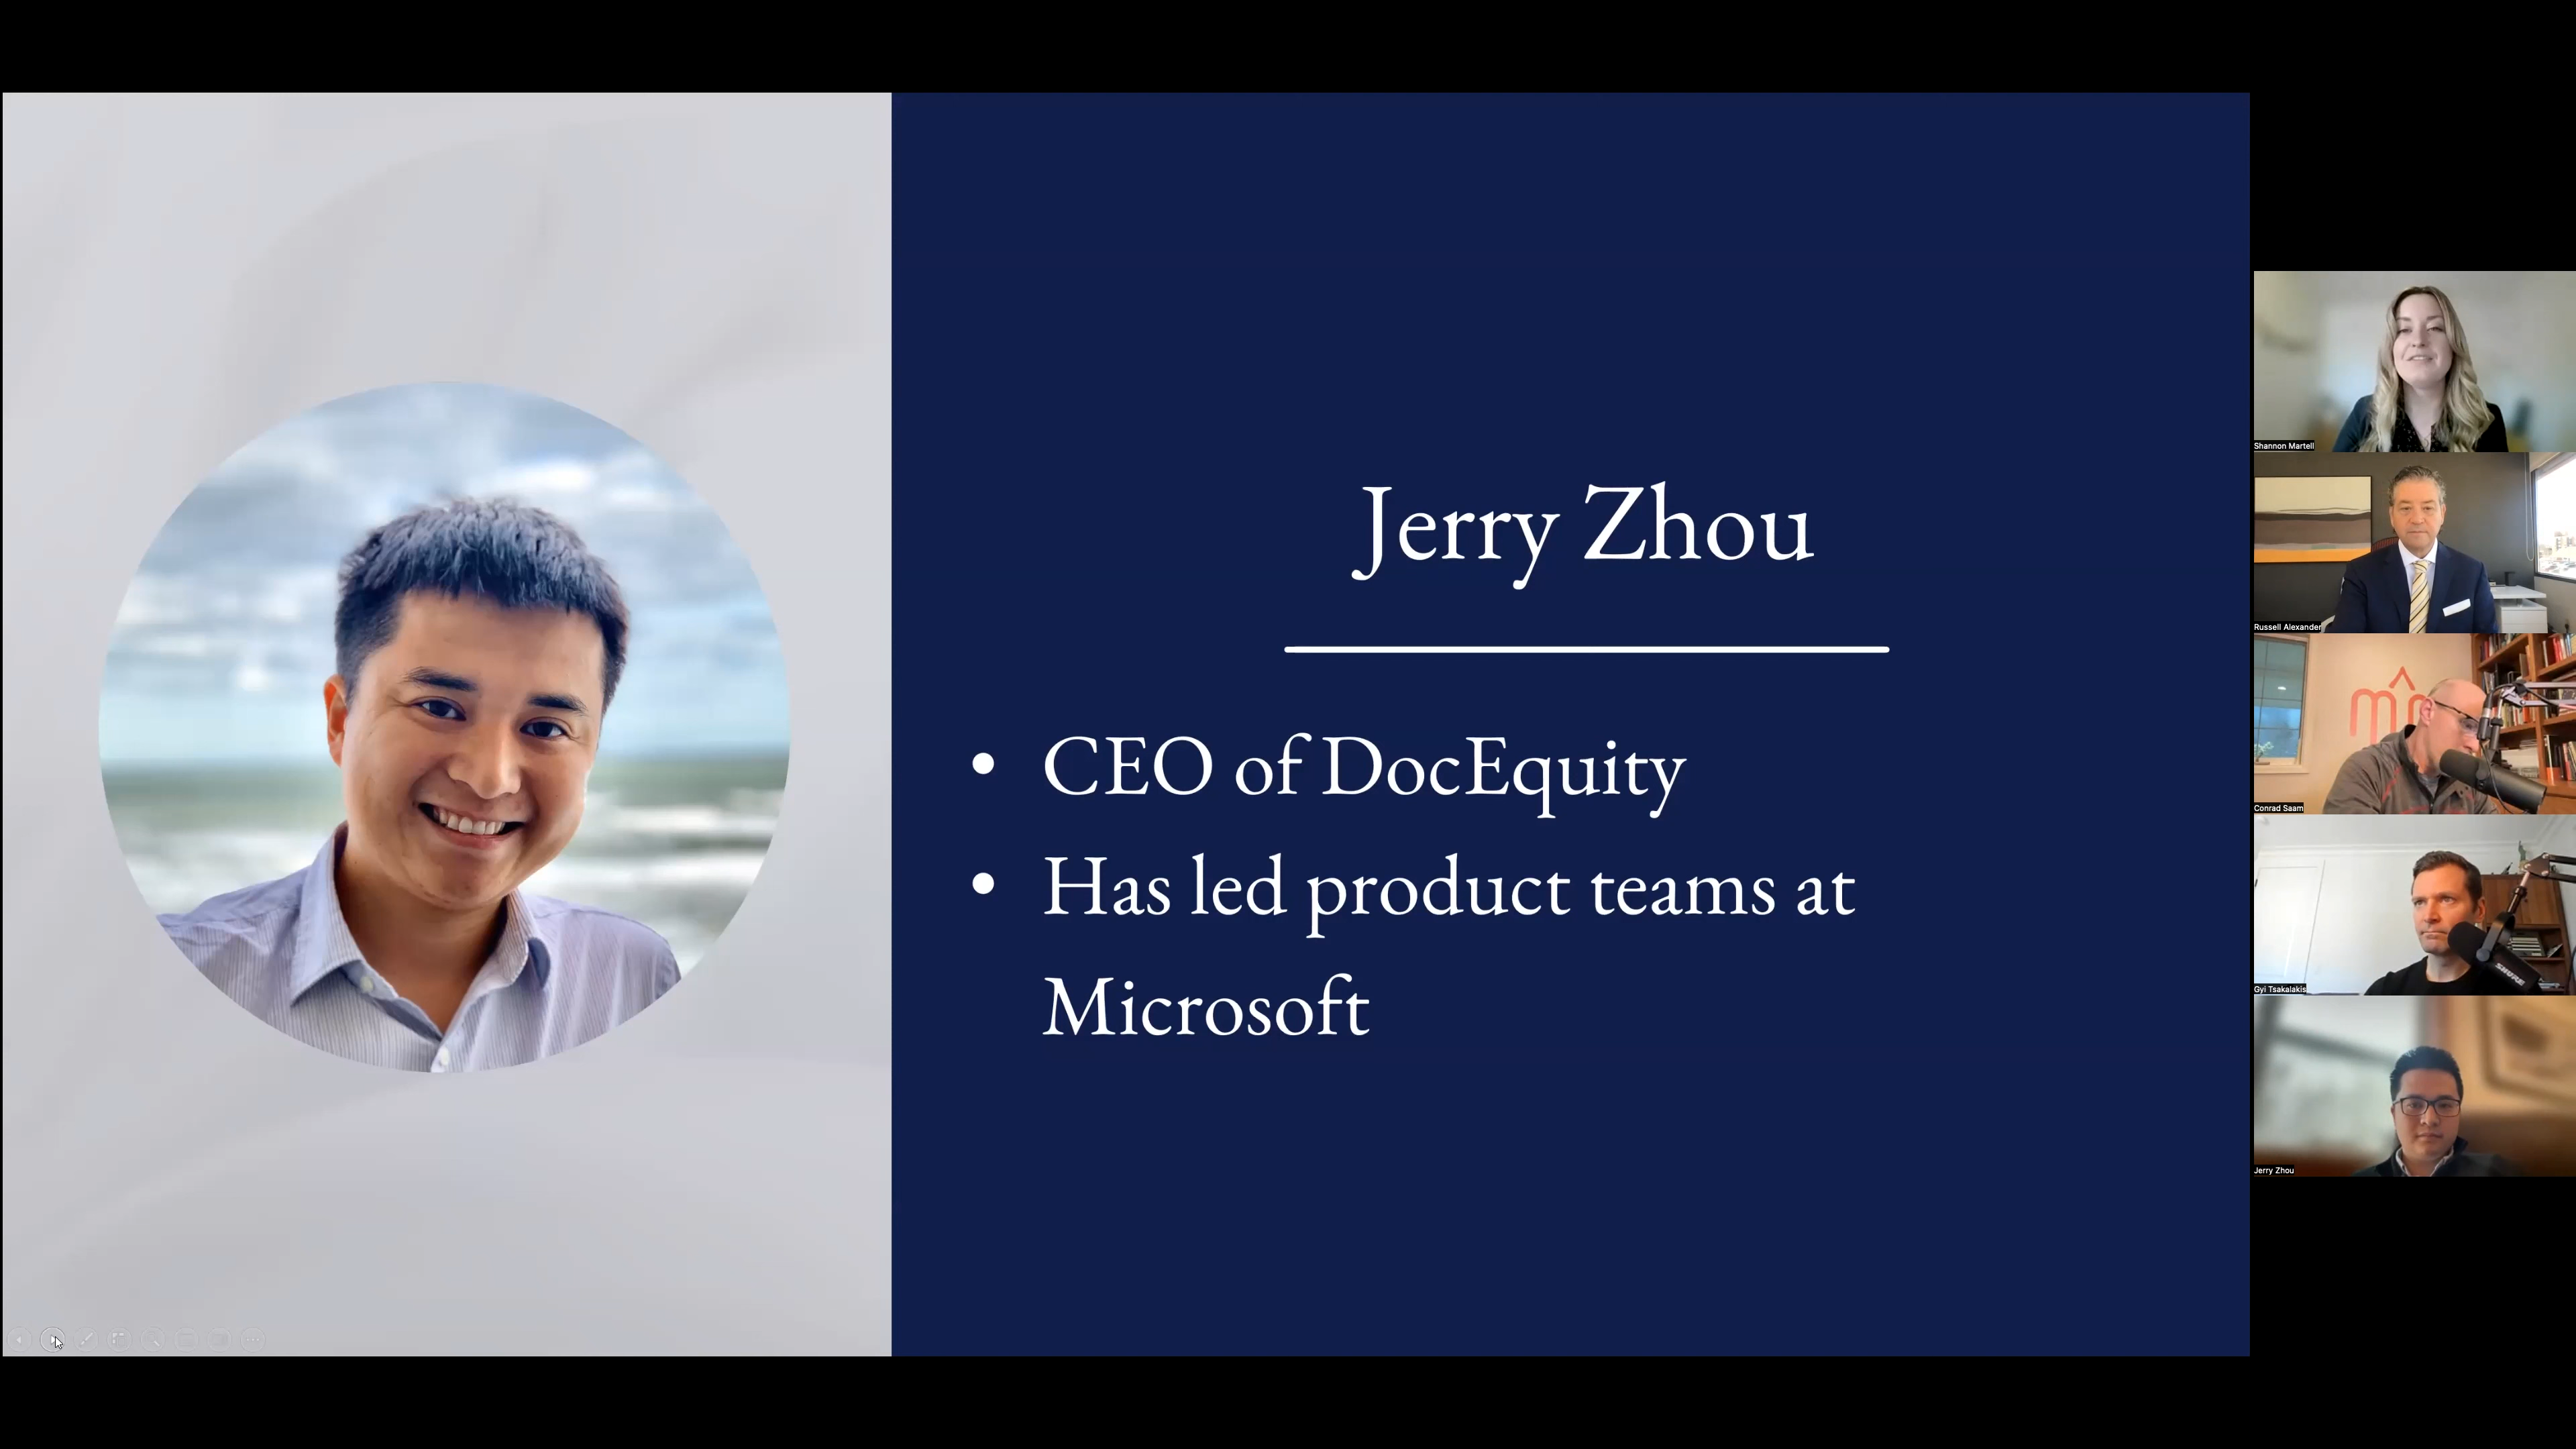 Jerry Zhou
• CEO of DocEquity
• Has led product teams at
Microsoft
Shannon Martell
Russell Alexander
Conrad Saam
Gyi Tsakalakis
SHURE
Jerry Zhou